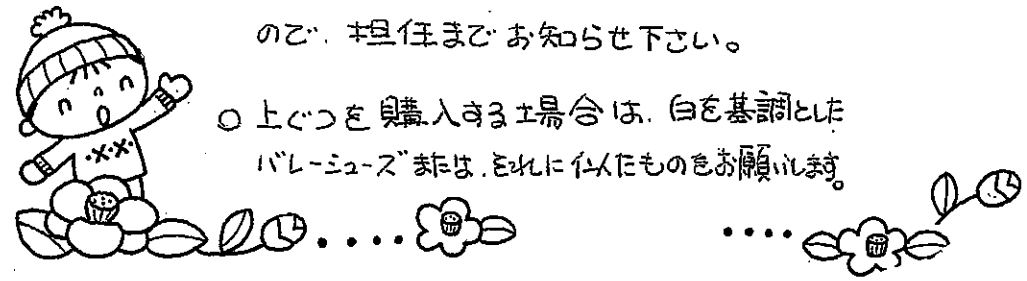 ので、担任までお知らせ下さい。
○ 上ぐつを購入する場合は、白を基調とした
バレーシューズまたは、それに似たものをお願いします。